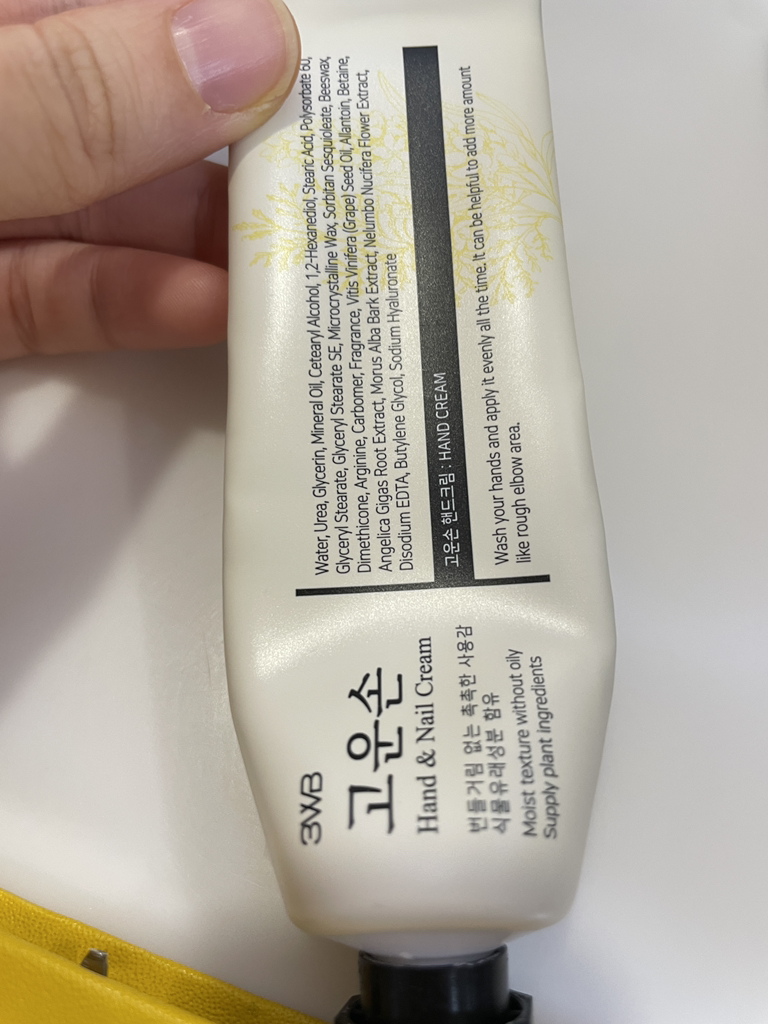 3WB
고운손
Hand & Nail Cream
번들거림 없는 촉촉한 사용감
식물유래성분 함유
Moist texture without oily
Supply plant ingredients
Water, Urea, Glycerin, Mineral Oil, Cetearyl Alcohol, 1,2-Hexanediol, Stearic Acid, Polysorbate 60,
Glyceryl Stearate, Glyceryl Stearate SE, Microcrystalline Wax, Sorbitan Sesquioleate, Beeswax,
Dimethicone, Arginine, Carbomer, Fragrance, Vitis Vinifera (Grape) Seed Oil, Allantoin, Betaine,
Angelica Gigas Root Extract, Morus Alba Bark Extract, Nelumbo Nucifera Flower Extract,
Disodium EDTA, Butylene Glycol, Sodium Hyaluronate
고운손 핸드크림 : HAND CREAM
Wash your hands and apply it evenly all the time. It can be helpful to add more amount
like rough elbow area.